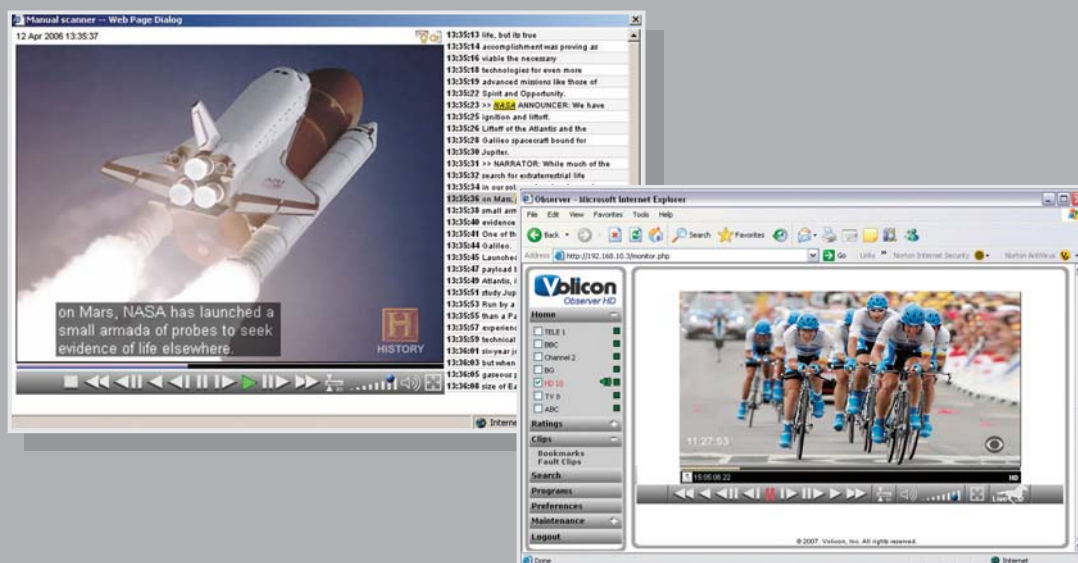 Manual scanner -- Web Page Dialog
12 Apr 2006 13:35:37
on Mars, NASA has launched a
small armada of probes to seek
evidence of life elsewhere.
H
HISTORY
13:35:13 life, but its true
13:35:14 accomplishment was proving as
13:35:16 viable the necessary
13:35:18 technologies for even more
13:35:19 advanced missions like those of
13:35:22 Spirit and Opportunity.
13:35:23 >> NASA ANNOUNCER: We have
13:35:25 ignition and liftoff.
13:35:26 Liftoff of the Atlantis and the
13:35:28 Galileo spacecraft bound for
13:35:30 Jupiter.
13:35:31 >> NARRATOR: While much of the
13:35:32 search for extraterrestrial life
13:35:34 in our
13:35:36 on Mars,
13:35:38 small
13:35:40 evidence
13:35:41 One of
13:35:44 Galileo.
13:35:45 Launched
13:35:47 payload
13:35:49 Atlantis,
13:35:51 study
13:35:53 Run by a
13:35:55 than a
13:35:57
13:35:59 technical
13:36:01 six-year
13:36:03 but when
13:36:05 gaseous
13:36:08 size of
Observer - Microsoft Internet Explorer
File Edit View Favorites Tools Help
Back Search Favorites
Address http://192.168.10.3/monitor.php Go Links Norton Internet Security Norton AntiVirus
Volicon
Observer HD
Home
TELE 1
BBC
Channel 2
BG
HD 10
TV 8
ABC
Ratings
Clips
Bookmarks
Fault Clips
Search
Programs
Preferences
Maintenance
Logout
11:27:53
15:05:06.22 HD
Live
© 2007. Volicon, Inc. All rights reserved.
Done Internet